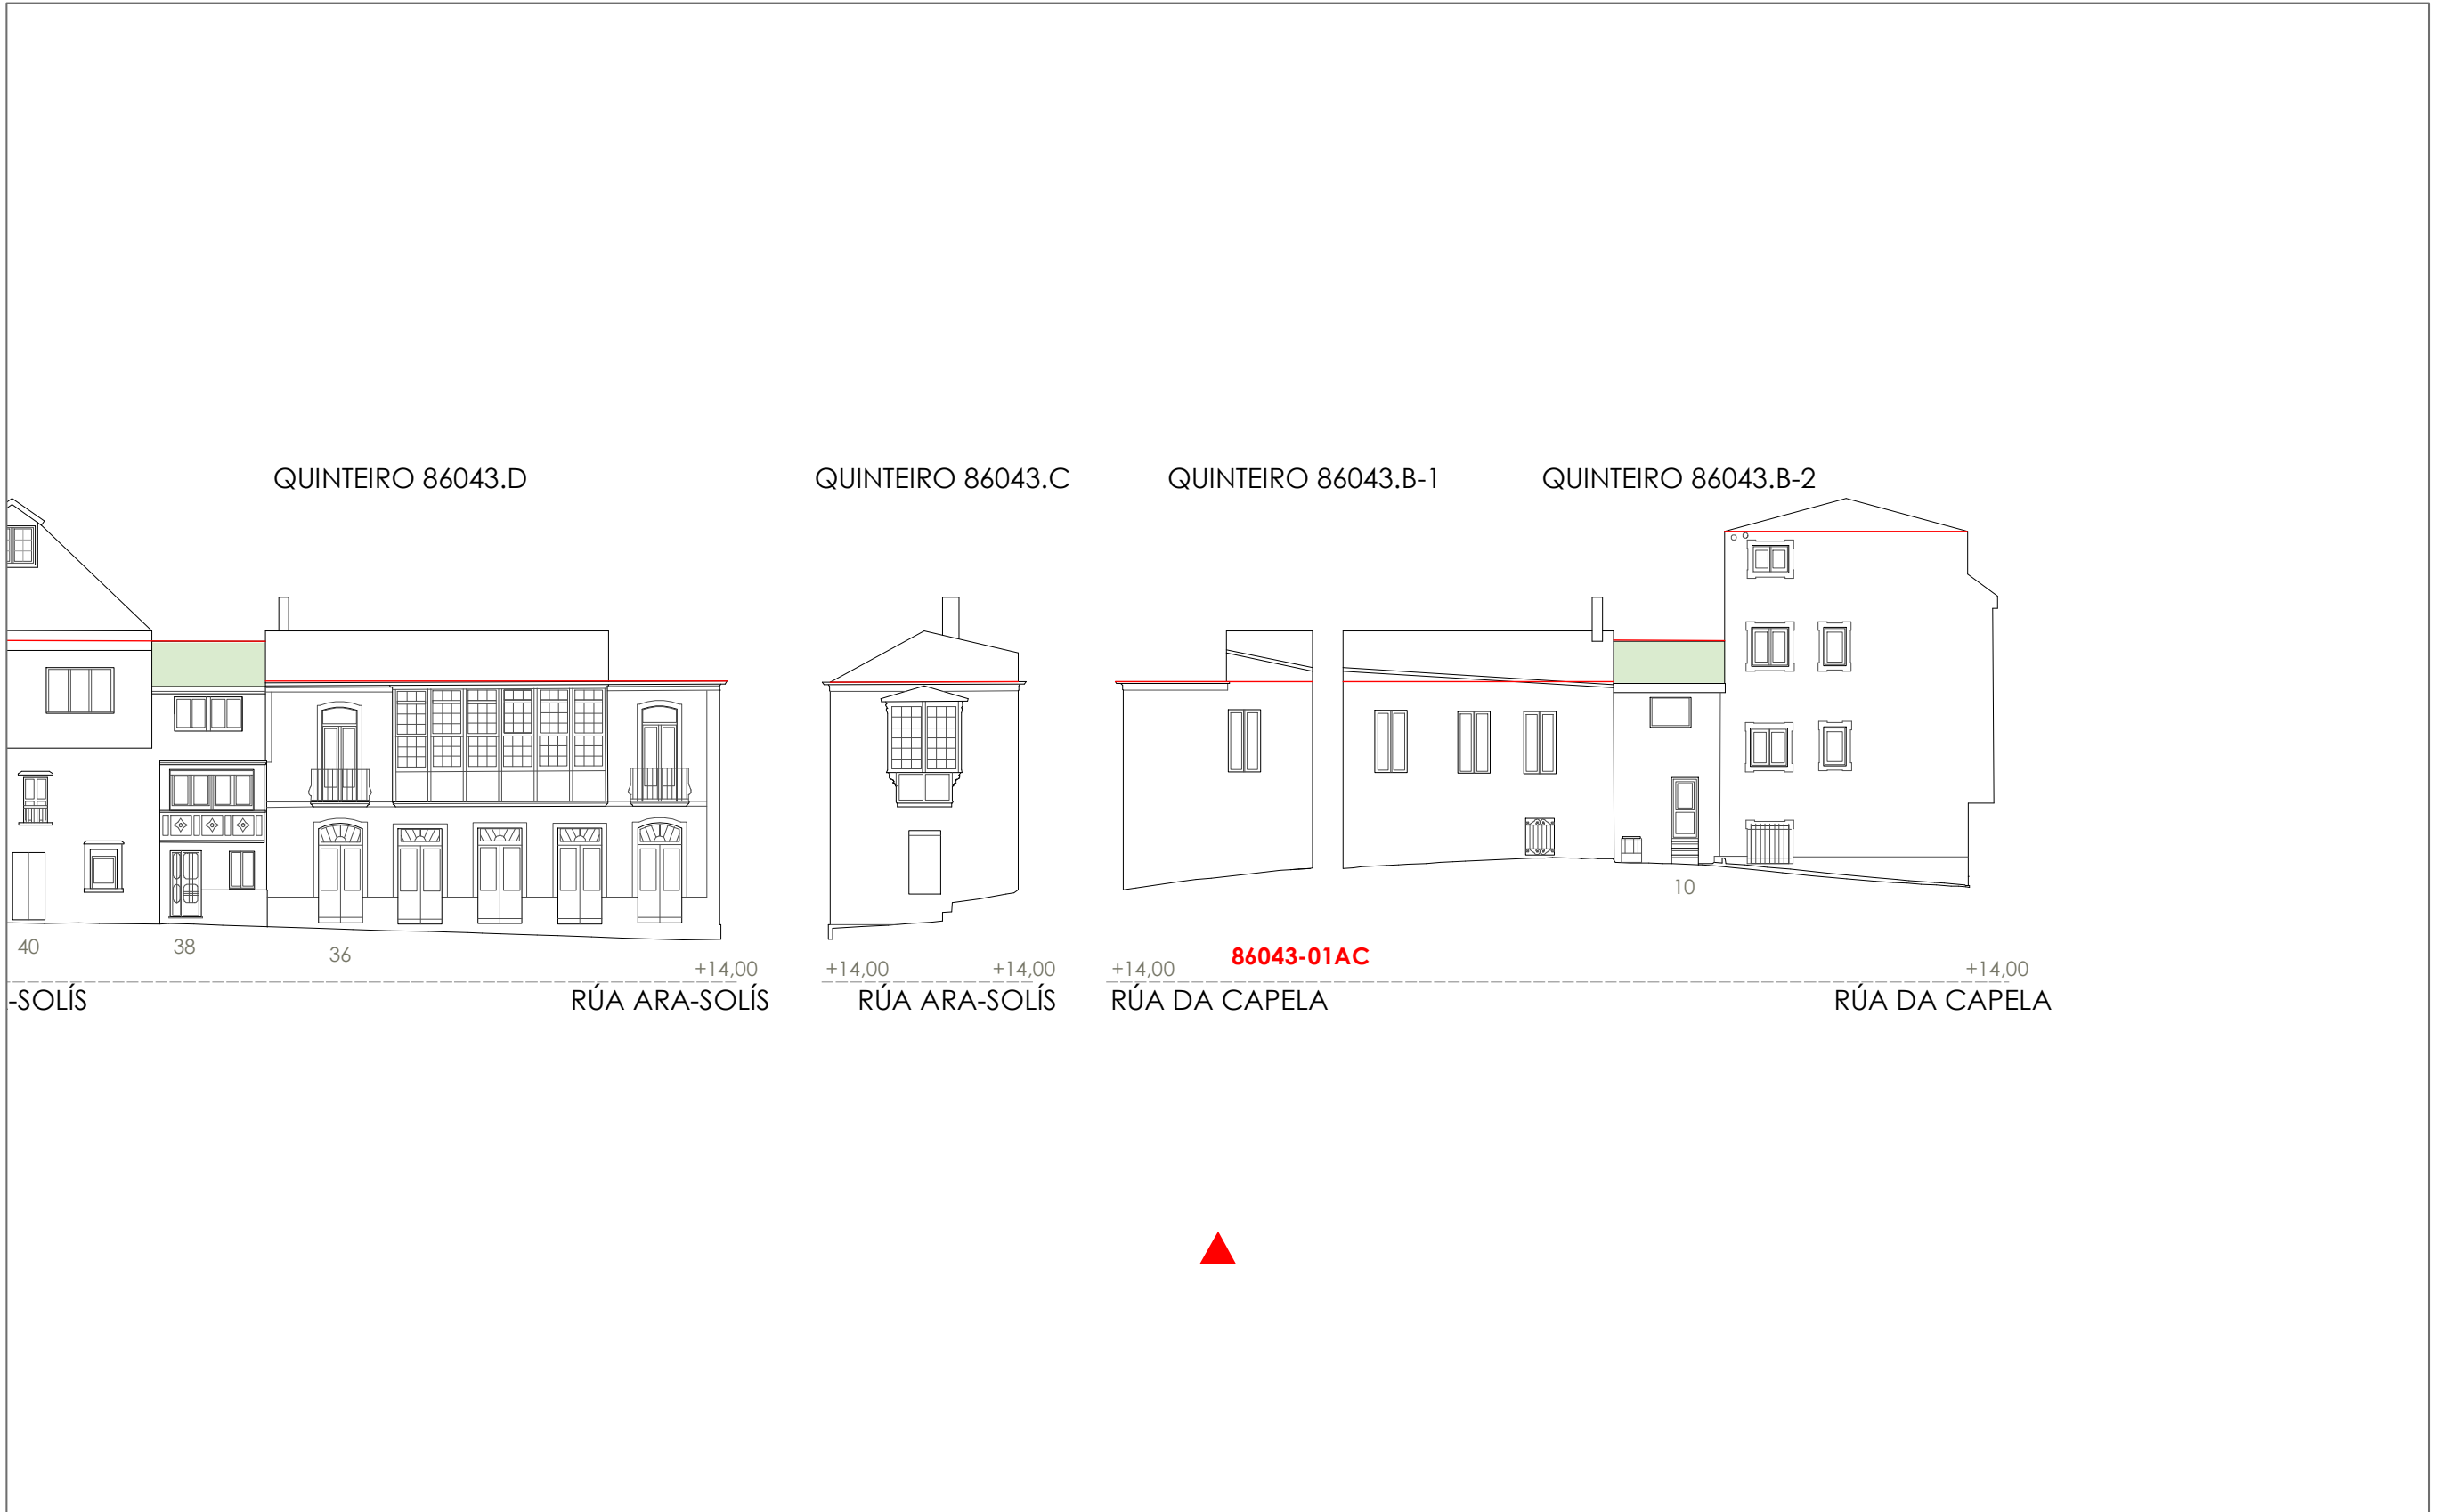 QUINTEIRO 86043.D
QUINTEIRO 86043.C
QUINTEIRO 86043.B-1
QUINTEIRO 86043.B-2
10
40
38
36
86043-01AC
+14,00
+14,00
+14,00
+14,00
+14,00
-SOLÍS
RÚA ARA-SOLÍS
RÚA ARA-SOLÍS
RÚA DA CAPELA
RÚA DA CAPELA